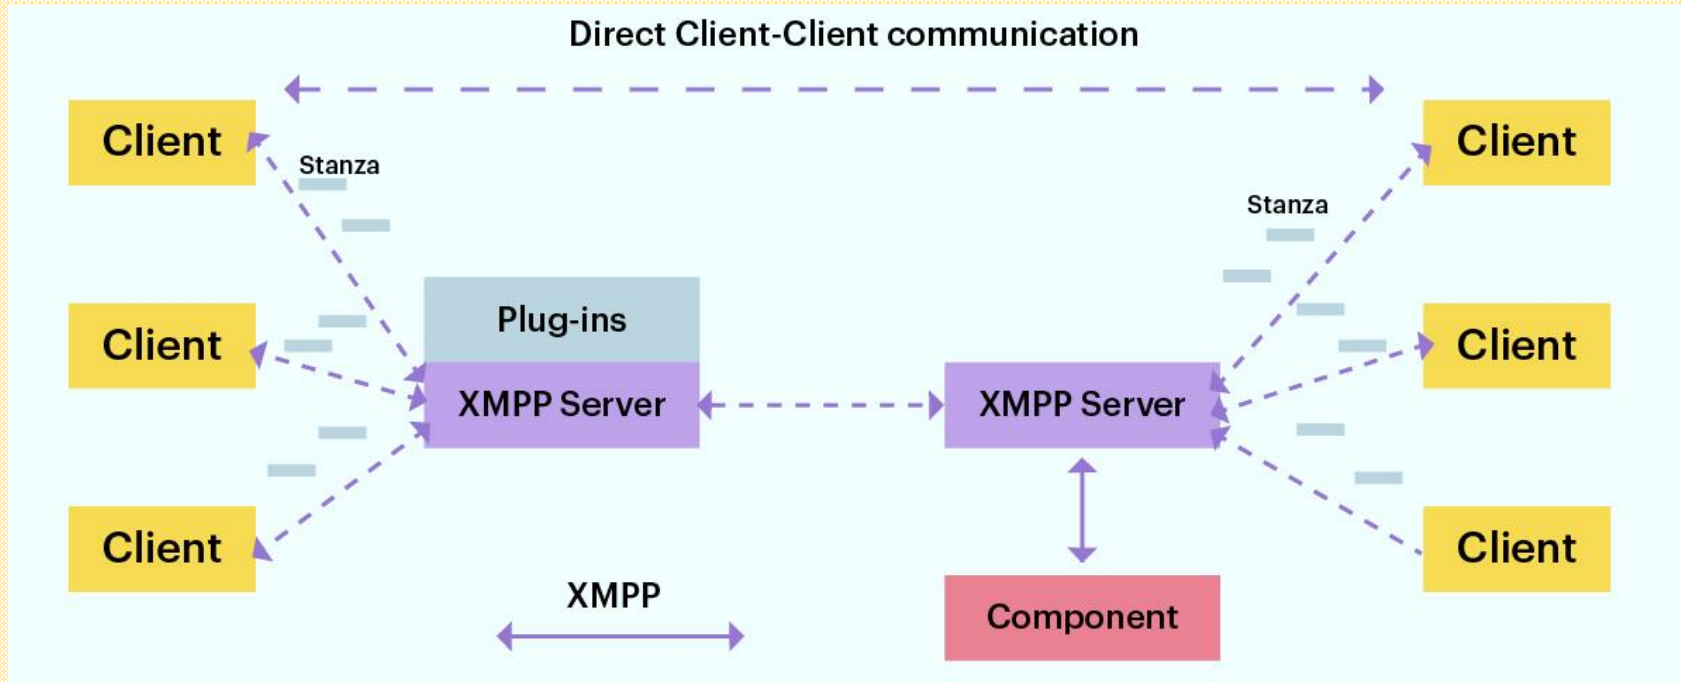 Direct Client-Client communication
Client
Client
Stanza
Stanza
Plug-ins
Client
Client
XMPP Server
XMPP Server
Client
Client
XMPP
Component